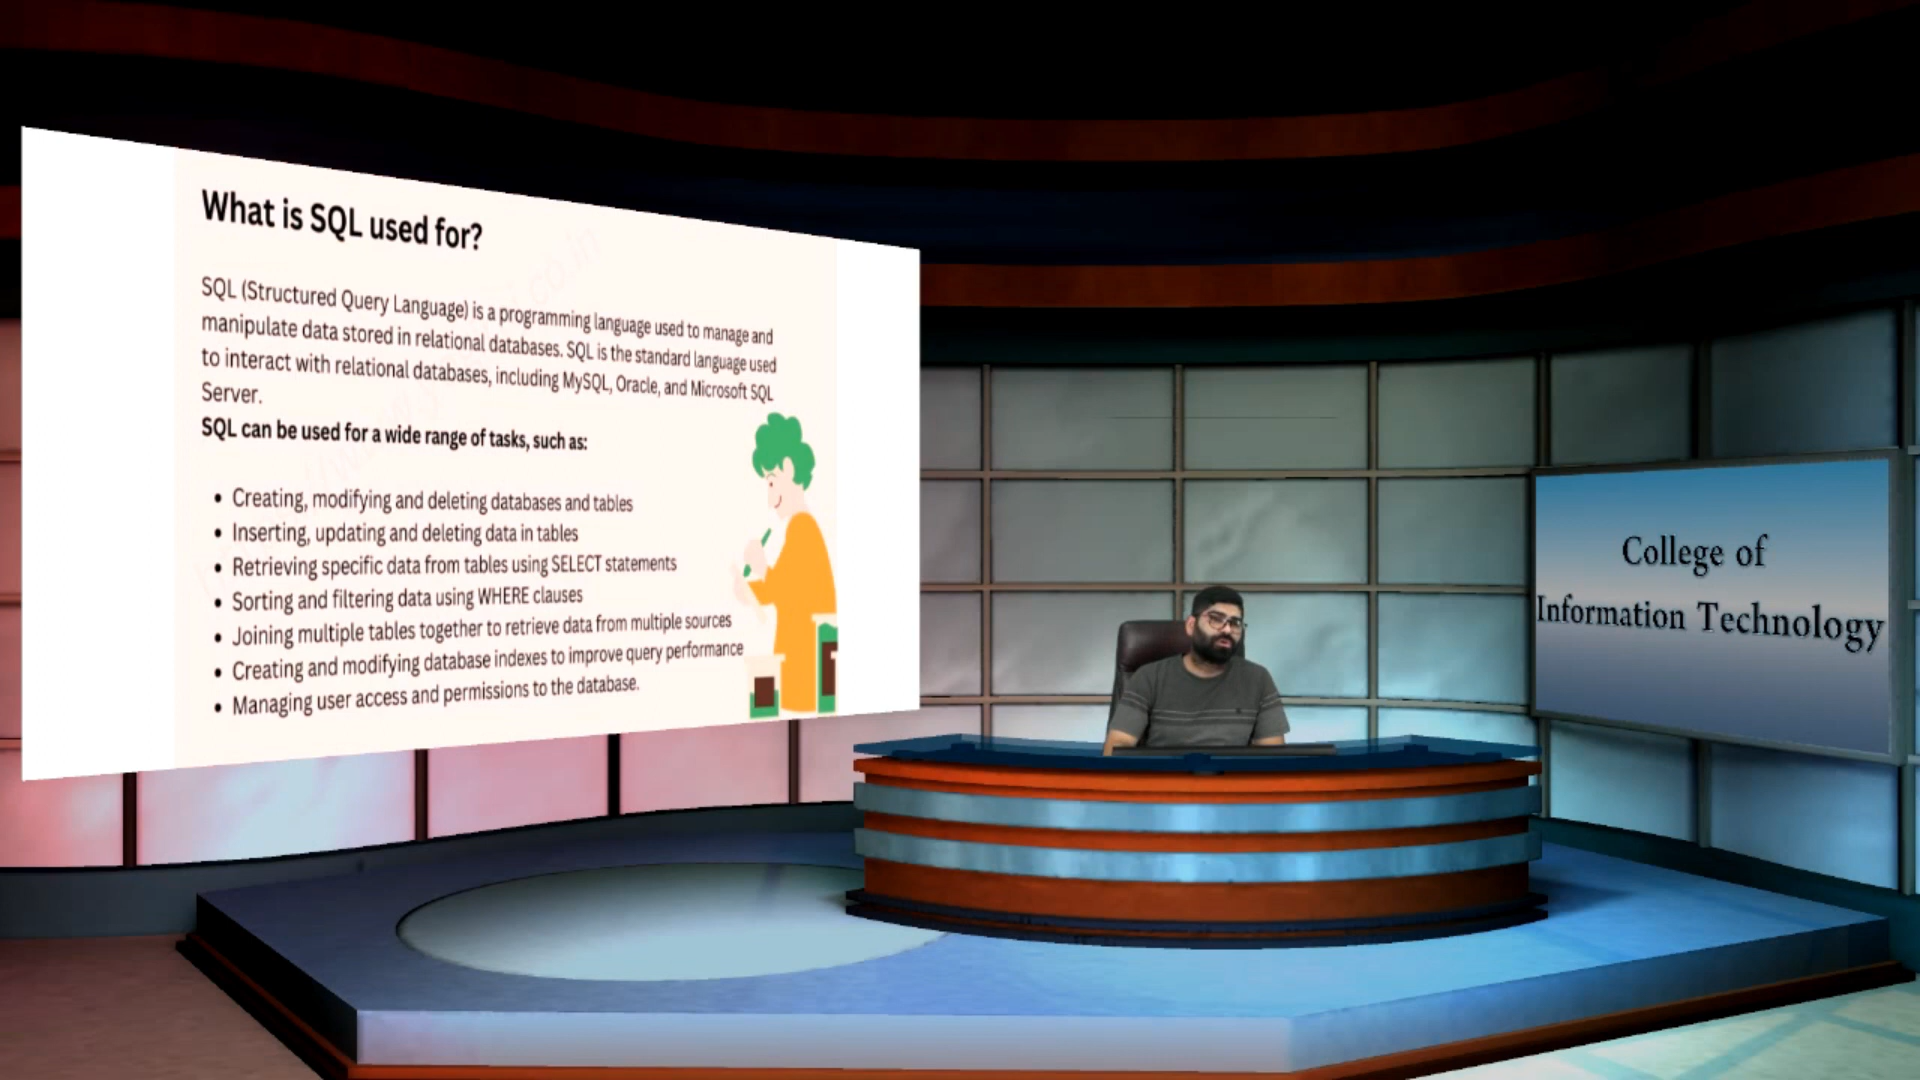 What is SQL used for?
SQL (Structured Query Language) is a programming language used to manage and
manipulate data stored in relational databases. SQL is the standard language used
to interact with relational databases, including MySQL, Oracle, and Microsoft SQL
Server.
SQL can be used for a wide range of tasks, such as:
• Creating, modifying and deleting databases and tables
• Inserting, updating and deleting data in tables
• Retrieving specific data from tables using SELECT statements
• Sorting and filtering data using WHERE clauses
• Joining multiple tables together to retrieve data from multiple sources
• Creating and modifying database indexes to improve query performance
• Managing user access and permissions to the database.
College of
Information Technology